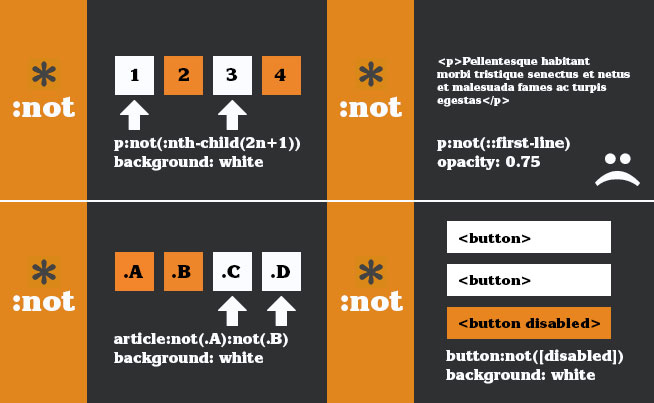 *
:not
1 2 3 4
p:not(:nth-child(2n+1))
background: white
*
:not
<p>Pellentesque habitant
morbi tristique senectus et netus
et malesuada fames ac turpis
egestas</p>
p:not(::first-line)
opacity: 0.75
*
:not
.A .B .C .D
article:not(.A):not(.B)
background: white
*
:not
<button>
<button>
<button disabled>
button:not([disabled])
background: white